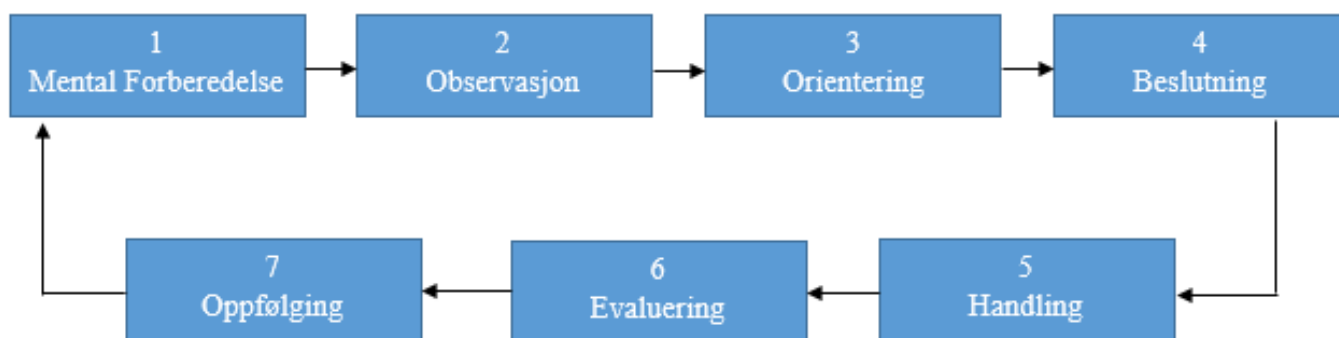 1
Mental Forberedelse
2
Observasjon
3
Orientering
4
Beslutning
5
Handling
6
Evaluering
7
Oppfølging